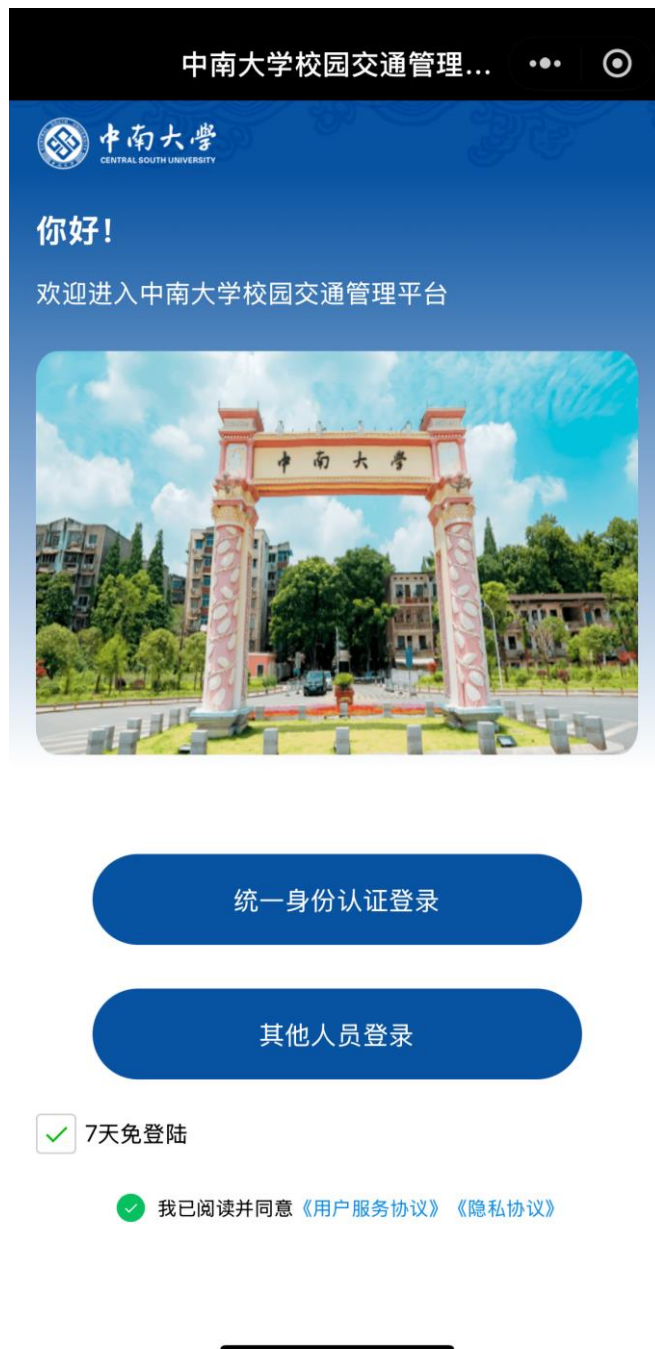 中南大学校园交通管理...
中南大学
CENTRAL SOUTH UNIVERSITY
你好！
欢迎进入中南大学校园交通管理平台
中南大學
统一身份认证登录
其他人员登录
7天免登陆
我已阅读并同意《用户服务协议》《隐私协议》